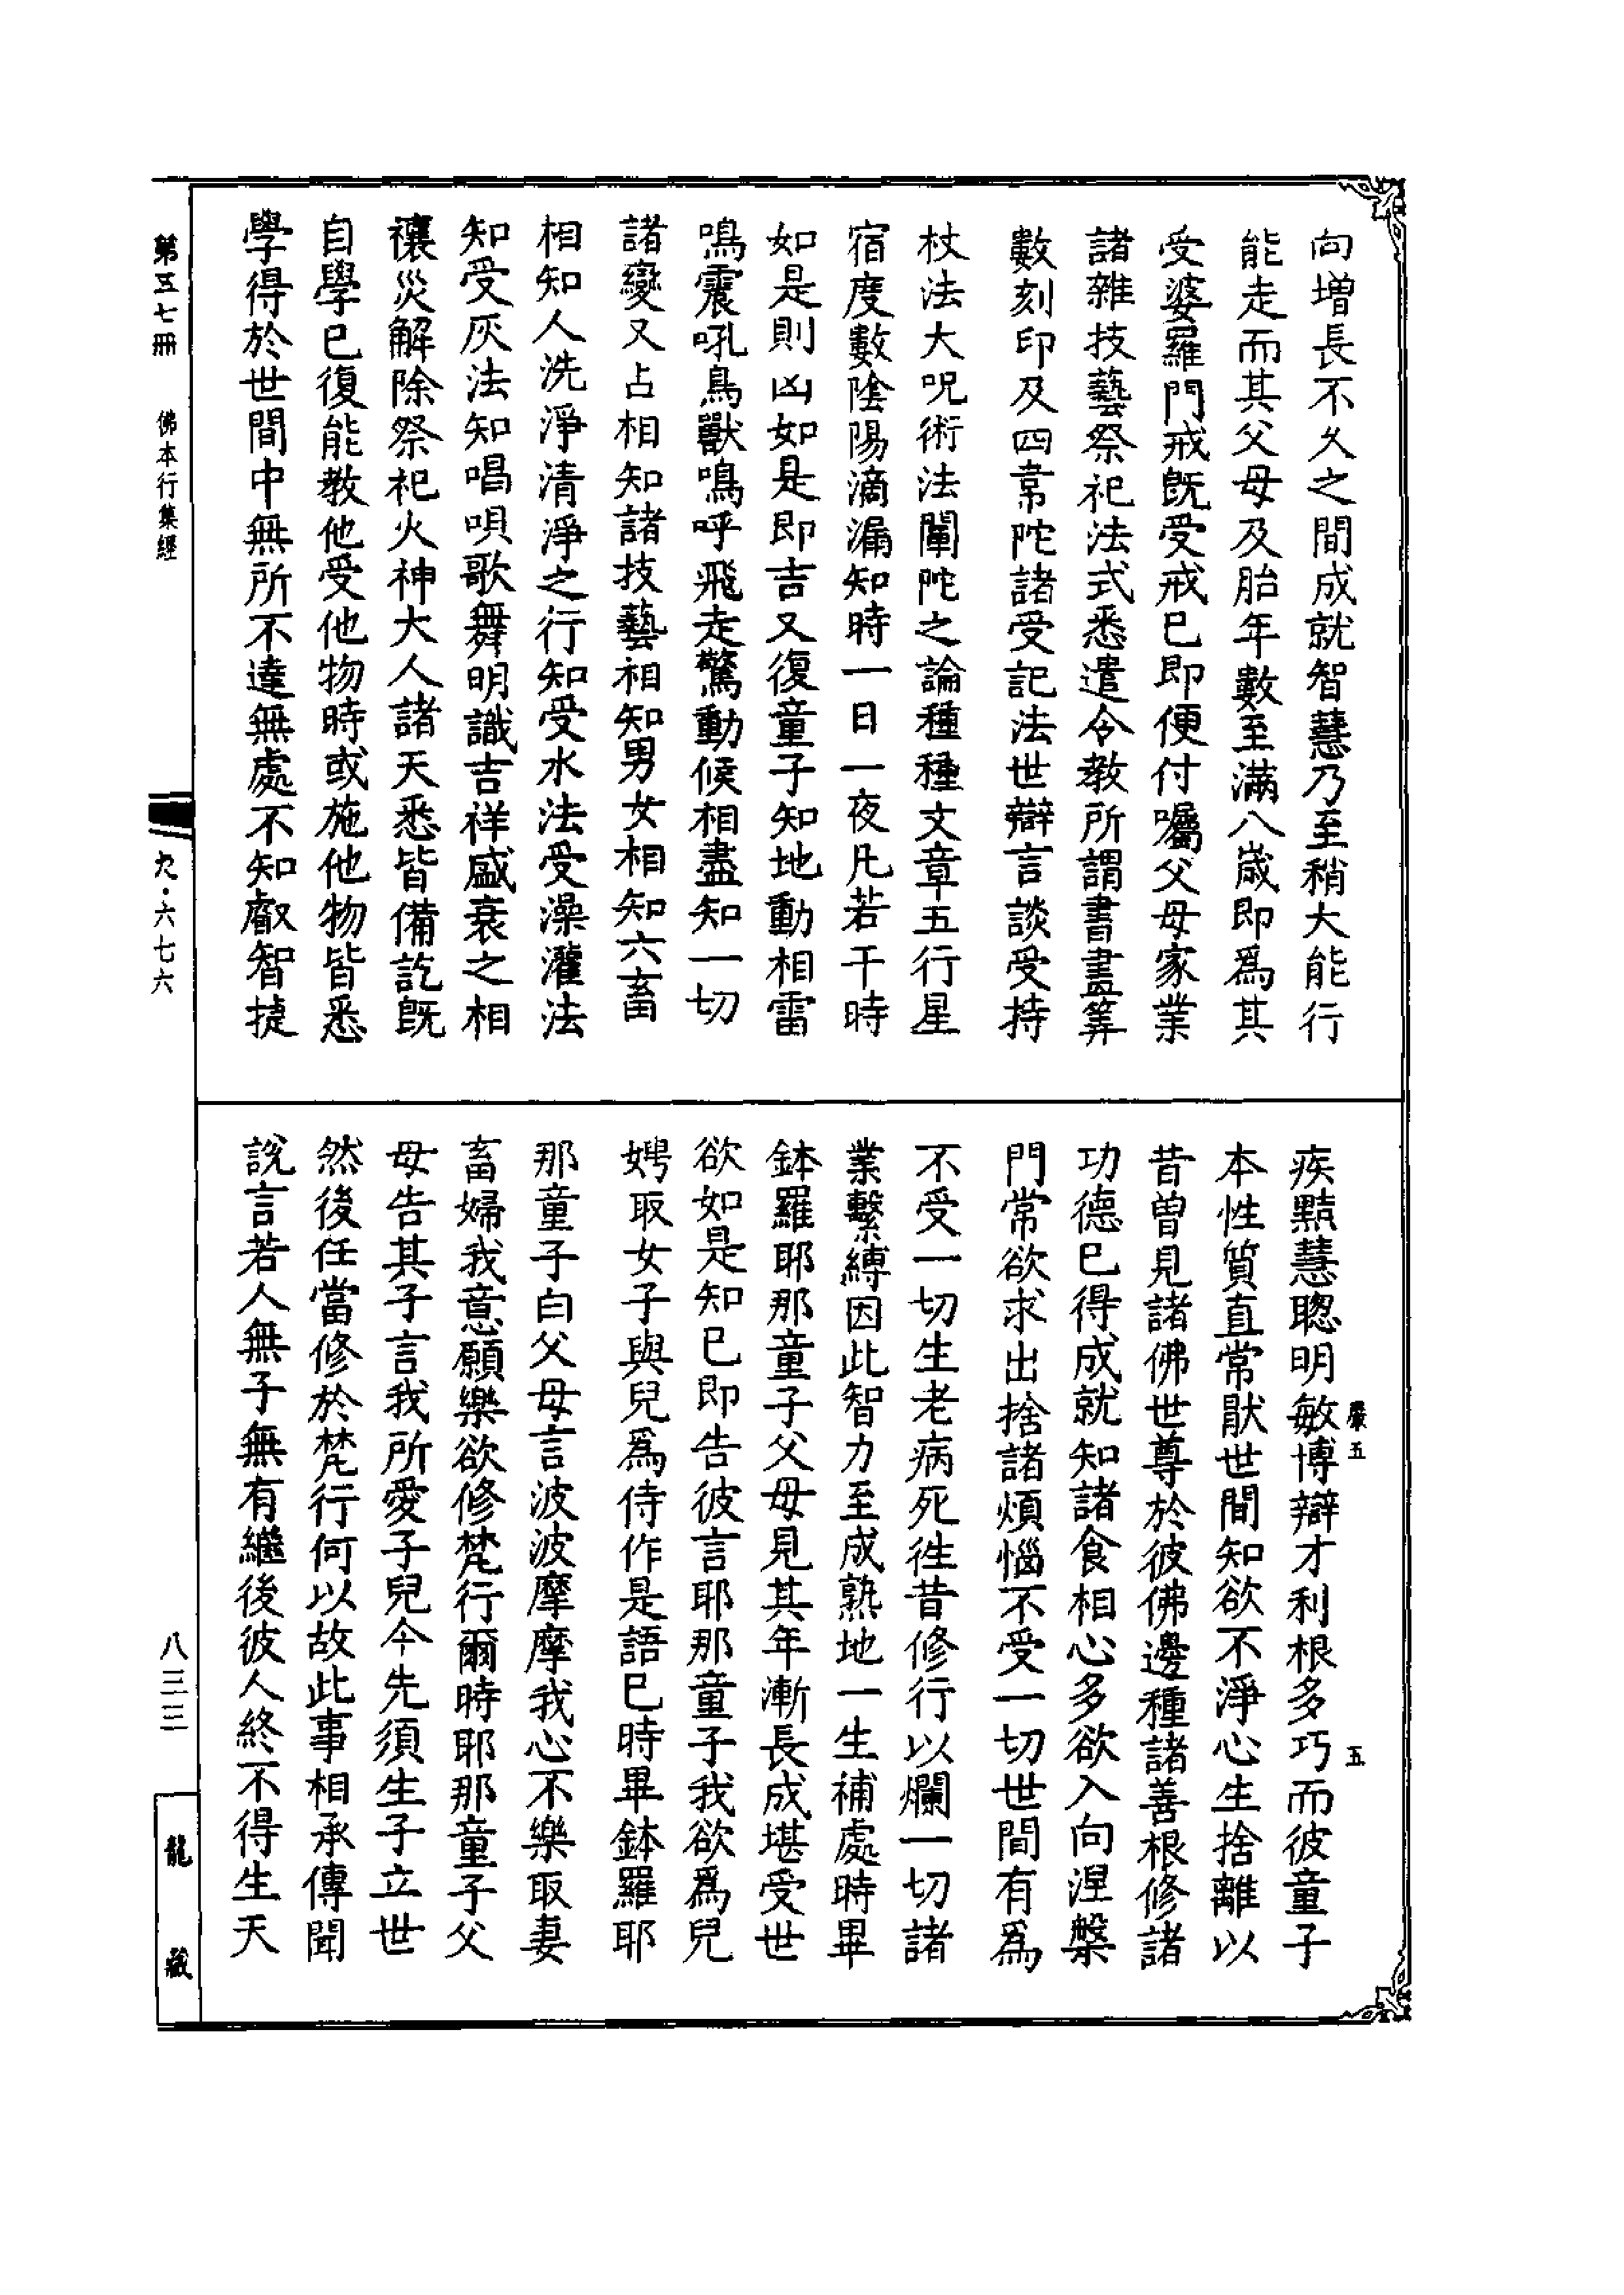 向增長不久之間成就智慧乃至稍大能行
能走而其父母及胎年數至滿八歲即爲其
受婆羅門戒旣受戒已即便付囑父母家業
諸雜技藝祭祀法式悉遣令教所謂書畫筭
數刻印及四韋陀諸受記法世辯言談受持
杖法大呪術法闡陀之論種種文章五行星
宿度數陰陽滴漏知時一日一夜凡若干時
如是則凶如是即吉又復童子知地動相雷
鳴震吼鳥獸鳴呼飛走驚動候相盡知一切
諸變又占相知諸技藝相知男女相知六畜
相知人洗淨清淨之行知受水法受澡灌法
知受灰法知唱唄歌舞明識吉祥盛衰之相
禳災解除祭祀火神大人諸天悉皆備訖旣
自學已復能教他受他物時或施他物皆悉
學得於世間中無所不達無處不知叡智捷
疾黠慧聰明敏博辯才利根多巧而彼童子
本性質直常猒世間知欲不淨心生捨離以
昔曾見諸佛世尊於彼佛邊種諸善根修諸
功德已得成就知諸食相心多欲入向涅槃
門常欲求出捨諸煩惱不受一切世間有爲
不受一切生老病死徃昔修行以爛一切諸
業繫縛因此智力至成熟地一生補處時畢
鉢羅耶那童子父母見其年漸長成堪受世
欲如是知已即告彼言耶那童子我欲爲兒
娉取女子與兒爲侍作是語已時畢鉢羅耶
那童子白父母言波波摩摩我心不樂取妻
畜婦我意願樂欲修梵行爾時耶那童子父
母告其子言我所愛子兒今先須生子立世
然後任當修於梵行何以故此事相承傳聞
說言若人無子無有繼後彼人終不得生天
嚴五
五
第五七冊
佛本行集經
九·六七六
八三三
龍藏